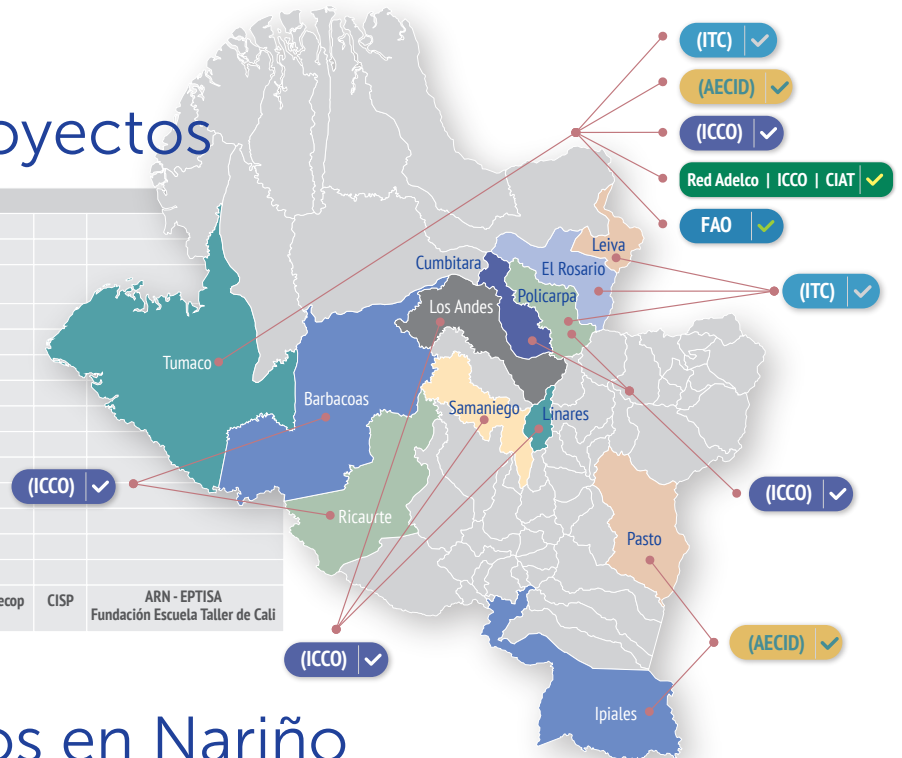 oyectos
(ITC)
(AECID)
(ICCO)
Red Adelco | ICCO | CIAT
FAO
Leiva
Cumbitara
El Rosario
Policarpa
(ITC)
Los Andes
Tumaco
Barbacoas
Samaniego
Linares
(ICCO)
(ICCO)
Ricaurte
Pasto
ecop
CISP
ARN - EPTISA
Fundación Escuela Taller de Cali
(ICCO)
(AECID)
Ipiales
os en Nariño